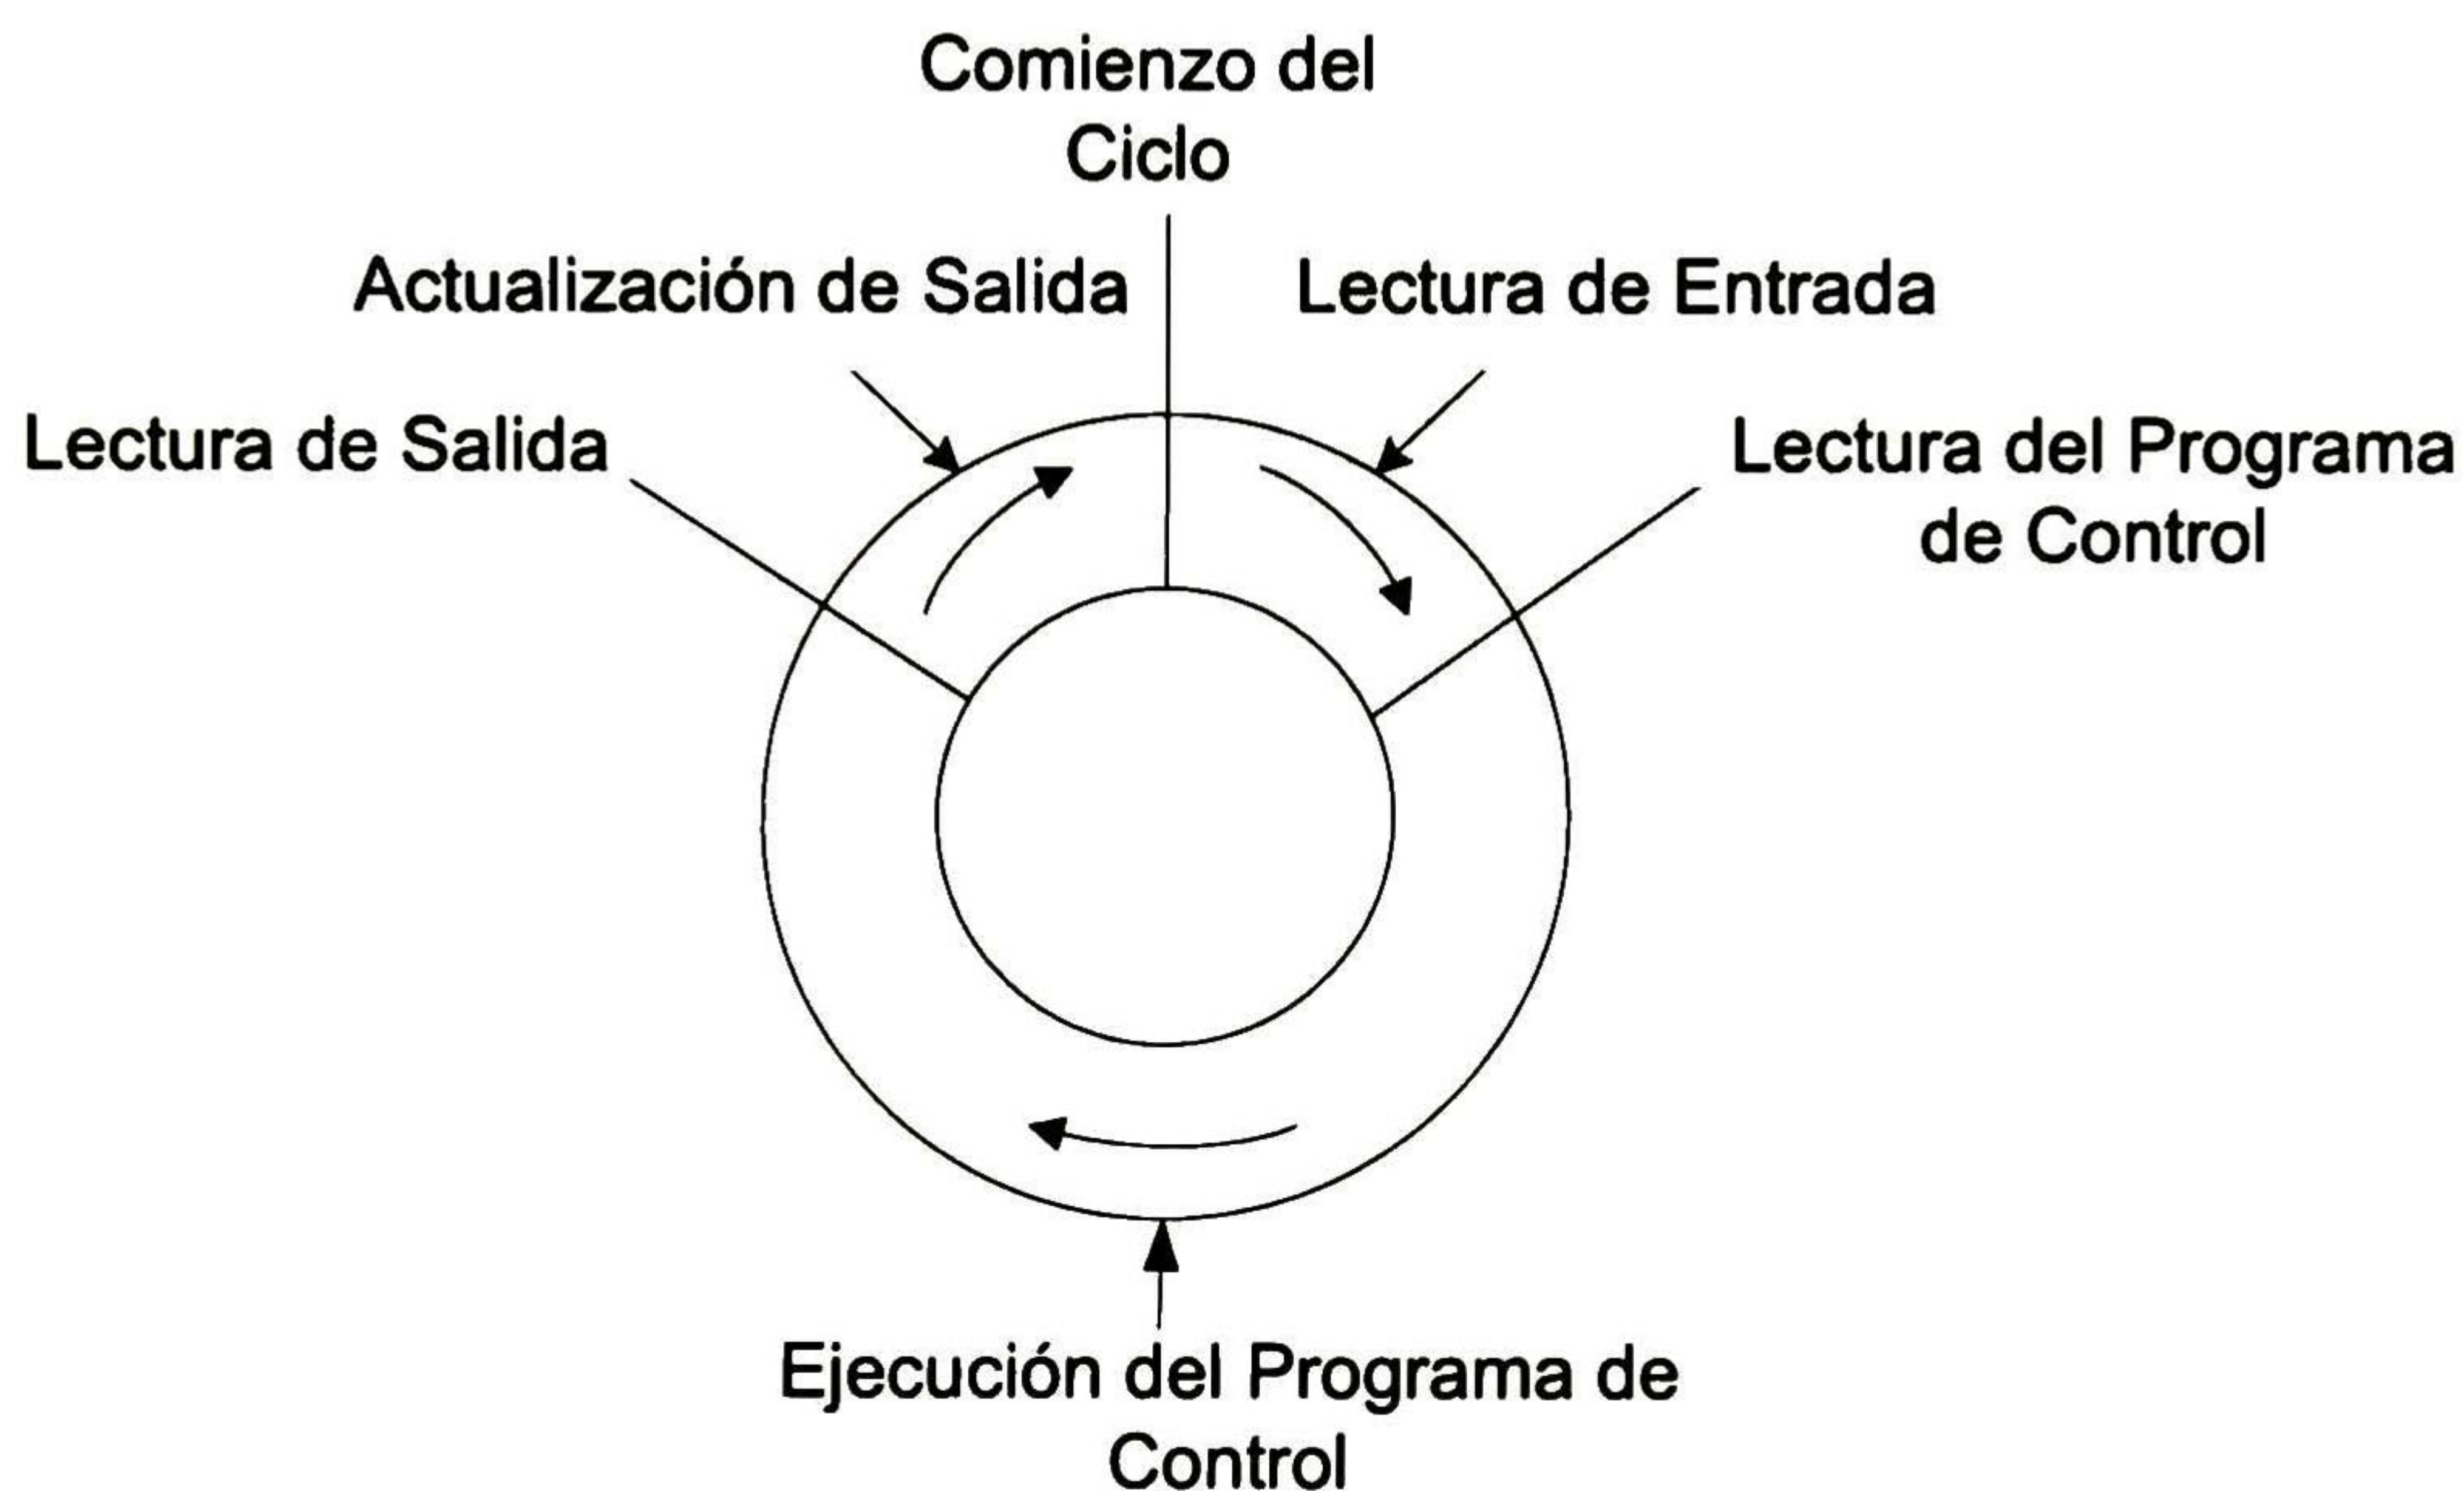 Comienzo del
Ciclo
Actualización de Salida
Lectura de Entrada
Lectura de Salida
Lectura del Programa
de Control
Ejecución del Programa de
Control